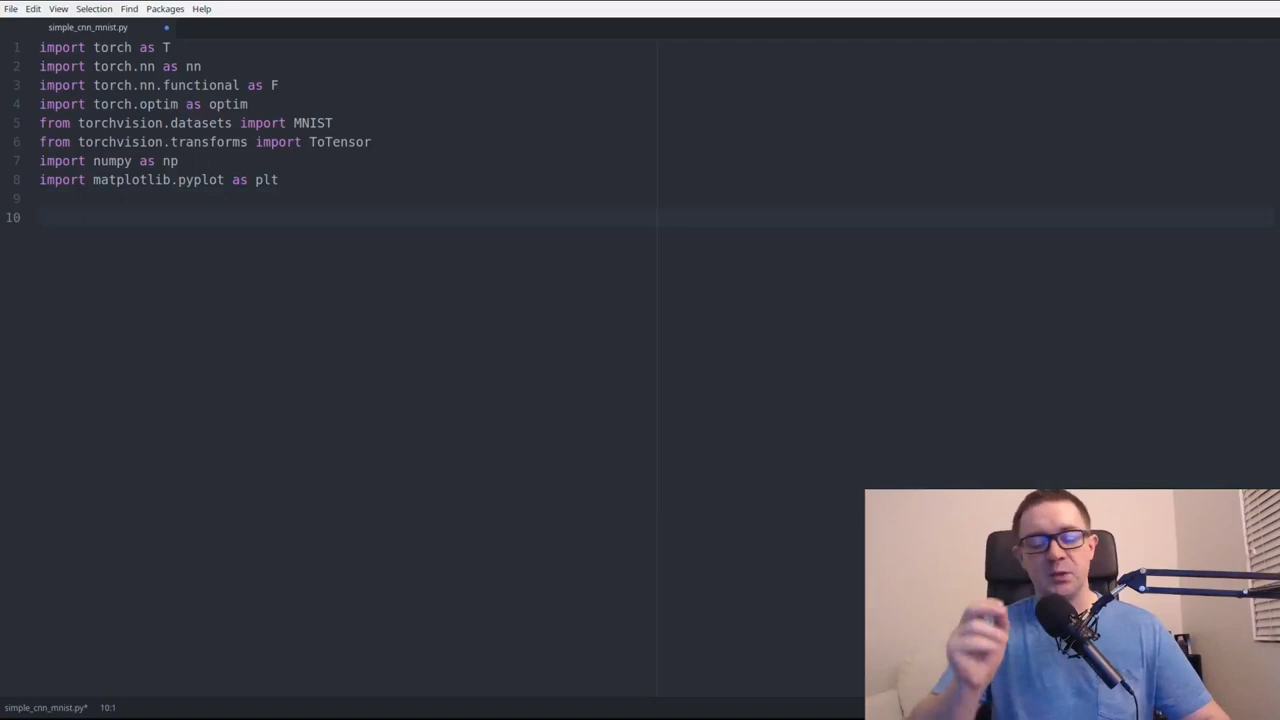 File Edit View Selection Find Packages Help
simple_cnn_mnist.py
1 import torch as T
2 import torch.nn as nn
3 import torch.nn.functional as F
4 import torch.optim as optim
5 from torchvision.datasets import MNIST
6 from torchvision.transforms import ToTensor
7 import numpy as np
8 import matplotlib.pyplot as plt
9
10
simple_cnn_mnist.py* 10:1